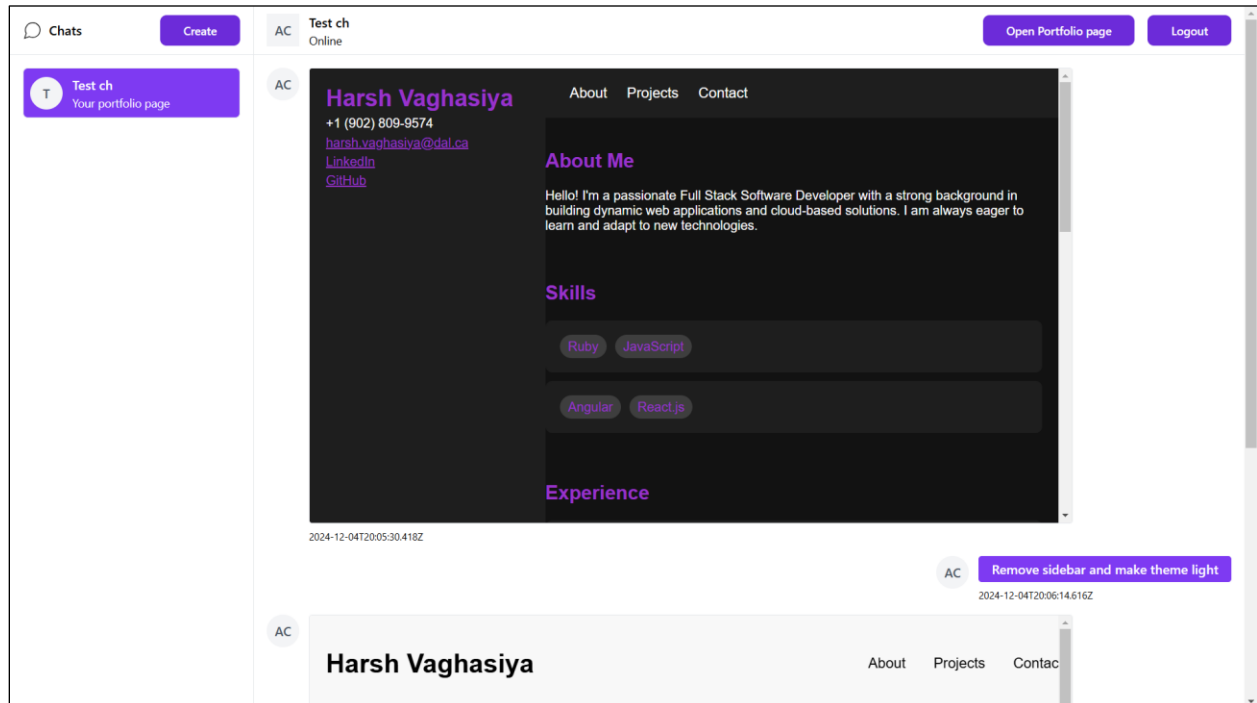 Chats
Create
T
Test ch
Your portfolio page
AC
Test ch
Online
Open Portfolio page
Logout
AC
Harsh Vaghasiya
+1 (902) 809-9574
harsh.vaghasiya@dal.ca
LinkedIn
GitHub
About Projects Contact
About Me
Hello! I'm a passionate Full Stack Software Developer with a strong background in
building dynamic web applications and cloud-based solutions. I am always eager to
learn and adapt to new technologies.
Skills
Ruby JavaScript
Angular React.js
Experience
2024-12-04T20:05:30.418Z
AC
Remove sidebar and make theme light
2024-12-04T20:06:14.616Z
AC
Harsh Vaghasiya
About Projects Contac